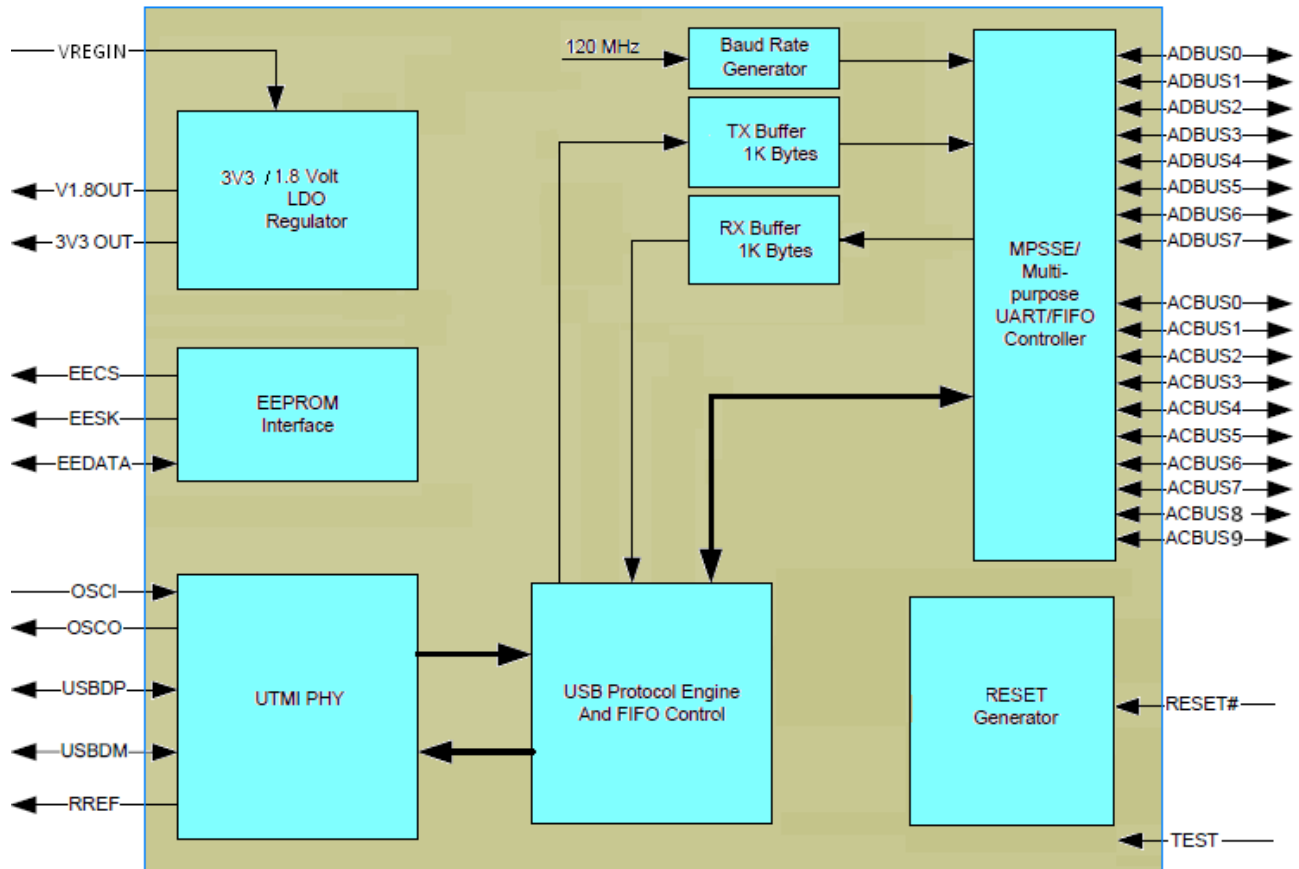 VREGIN
V1.8OUT
3V3 OUT
3V3 / 1.8 Volt
LDO
Regulator
EECS
EESK
EEDATA
EEPROM
Interface
OSCI
OSCO
USBDP
USBDM
RREF
UTMI PHY
120 MHz
Baud Rate
Generator
TX Buffer
1K Bytes
RX Buffer
1K Bytes
USB Protocol Engine
And FIFO Control
MPSSE/
Multi-
purpose
UART/FIFO
Controller
RESET
Generator
ADBUS0
ADBUS1
ADBUS2
ADBUS3
ADBUS4
ADBUS5
ADBUS6
ADBUS7
ACBUS0
ACBUS1
ACBUS2
ACBUS3
ACBUS4
ACBUS5
ACBUS6
ACBUS7
ACBUS8
ACBUS9
RESET#
TEST